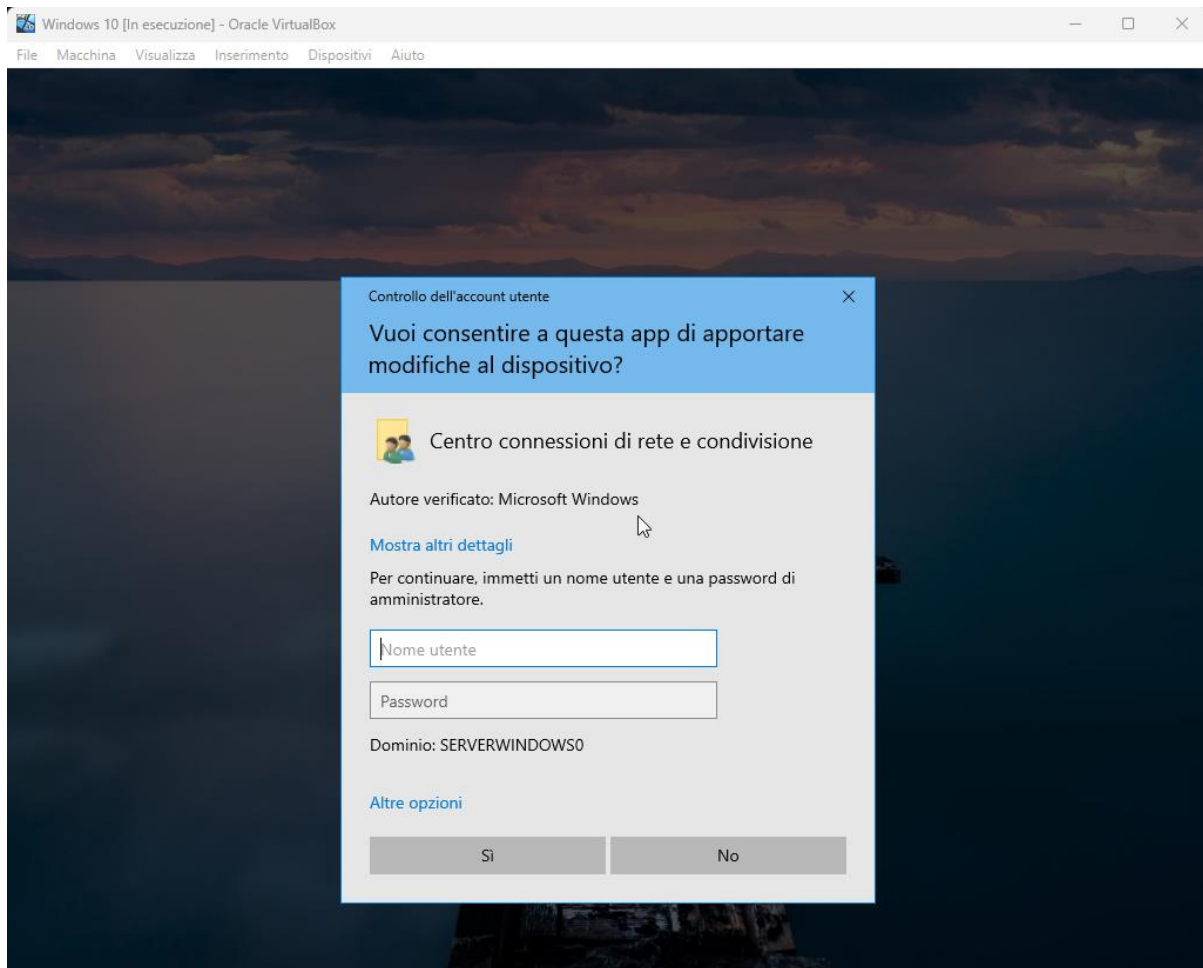 Windows 10 [In esecuzione] - Oracle VirtualBox
File Macchina Visualizza Inserimento Dispositivi Aiuto
Controllo dell'account utente
Vuoi consentire a questa app di apportare
modifiche al dispositivo?
Centro connessioni di rete e condivisione
Autore verificato: Microsoft Windows
Mostra altri dettagli
Per continuare, immetti un nome utente e una password di
amministratore.
Nome utente
Password
Dominio: SERVERWINDOWS0
Altre opzioni
Sì No